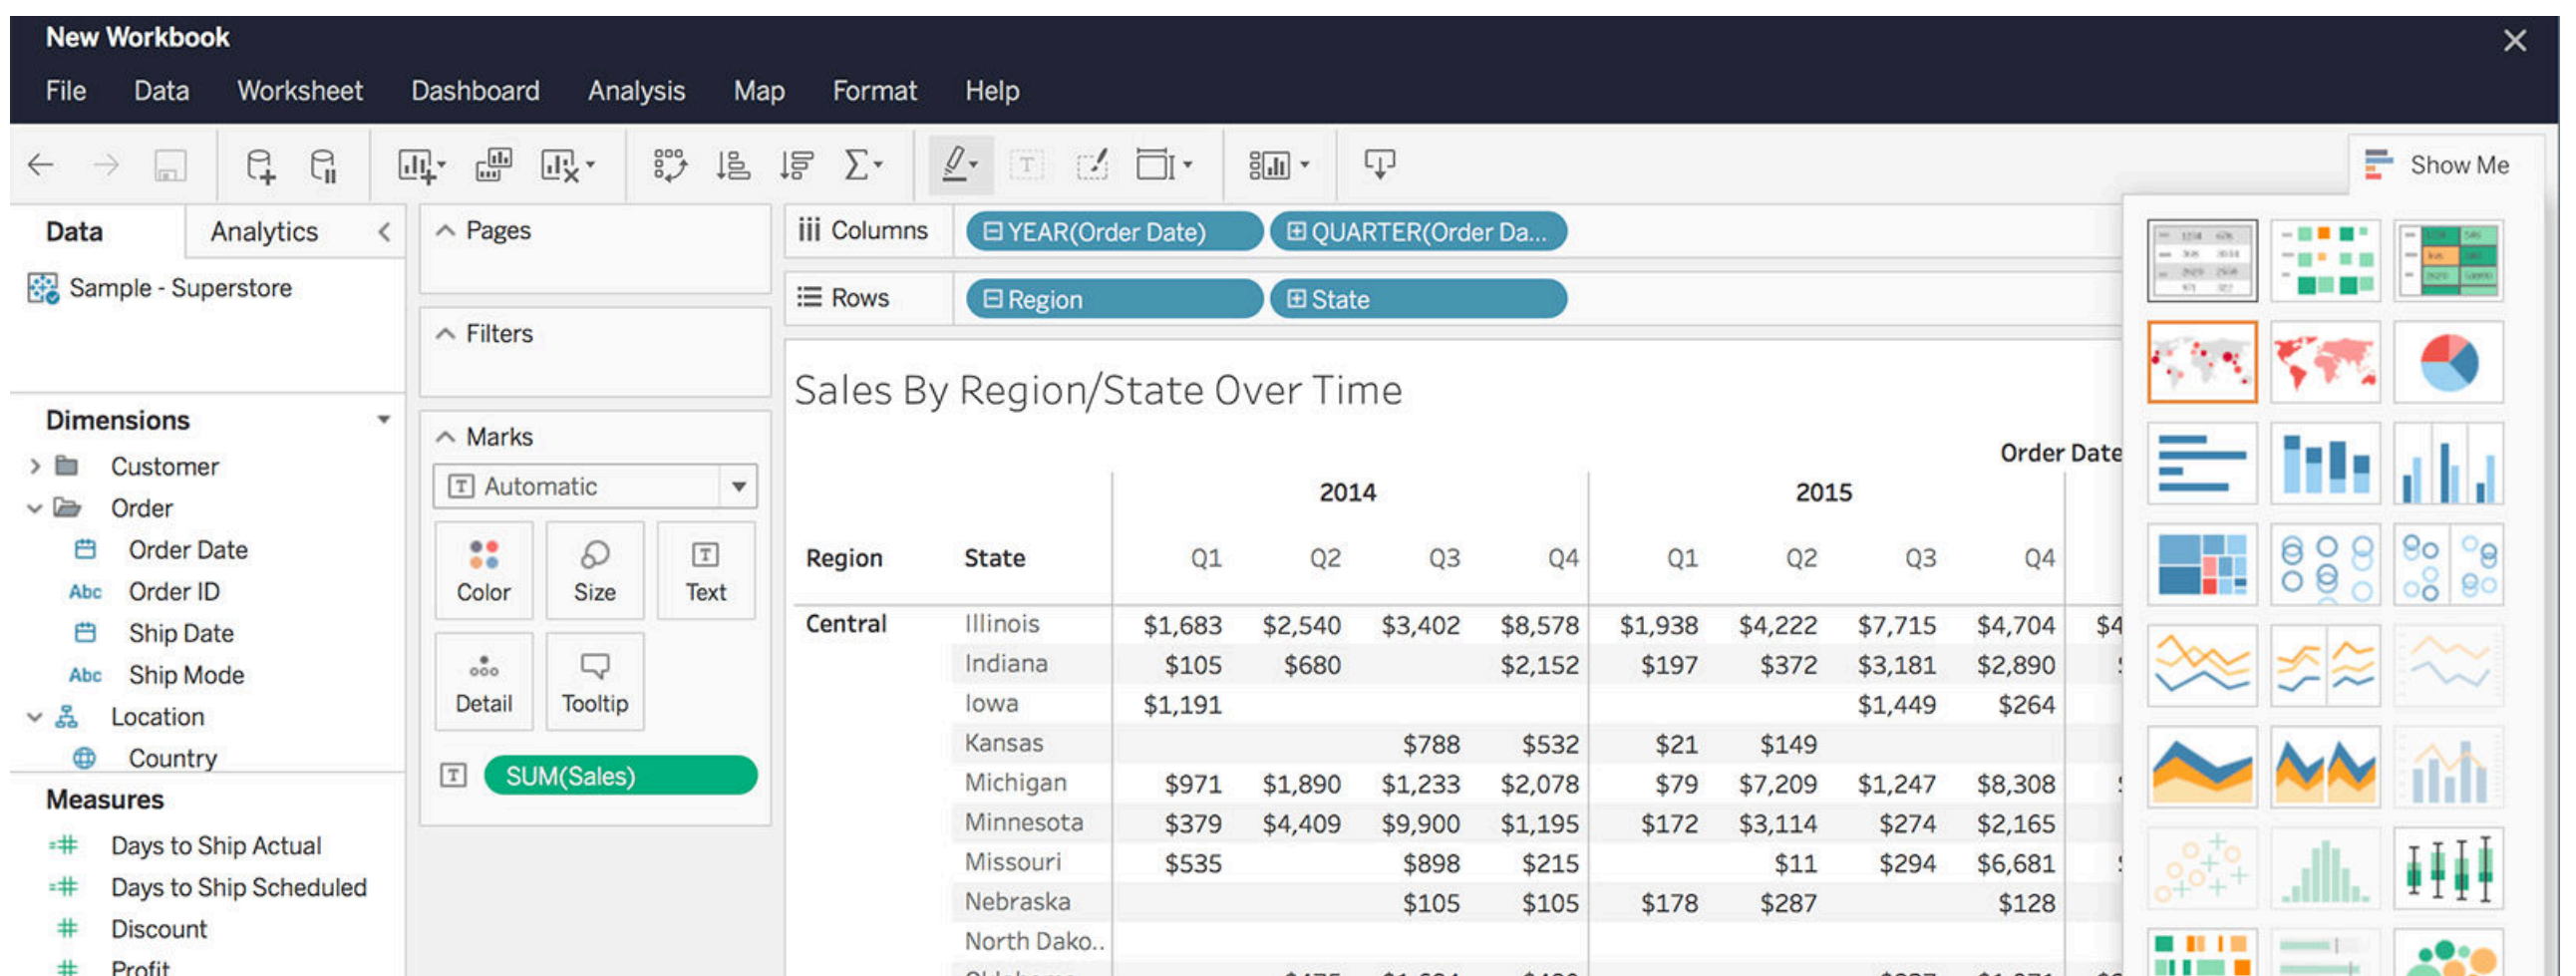 New Workbook
File Data Worksheet Dashboard Analysis Map Format Help
Show Me
Data Analytics
Sample - Superstore
Dimensions
Customer
Order
Order Date
Abc Order ID
Ship Date
Abc Ship Mode
Location
Country
Measures
Days to Ship Actual
Days to Ship Scheduled
Discount
Profit
Pages
Filters
Marks
Automatic
Color Size Text
Detail Tooltip
SUM(Sales)
Columns YEAR(Order Date) QUARTER(Order Da...
Rows Region State
Sales By Region/State Over Time
Order Date
2014 2015
Region State Q1 Q2 Q3 Q4 Q1 Q2 Q3 Q4
Central Illinois $1,683 $2,540 $3,402 $8,578 $1,938 $4,222 $7,715 $4,704 $4
Indiana $105 $680 $2,152 $197 $372 $3,181 $2,890
Iowa $1,191 $1,449 $264
Kansas $788 $532 $21 $149
Michigan $971 $1,890 $1,233 $2,078 $79 $7,209 $1,247 $8,308
Minnesota $379 $4,409 $9,900 $1,195 $172 $3,114 $274 $2,165
Missouri $535 $898 $215 $11 $294 $6,681
Nebraska $105 $105 $178 $287 $128
North Dako..